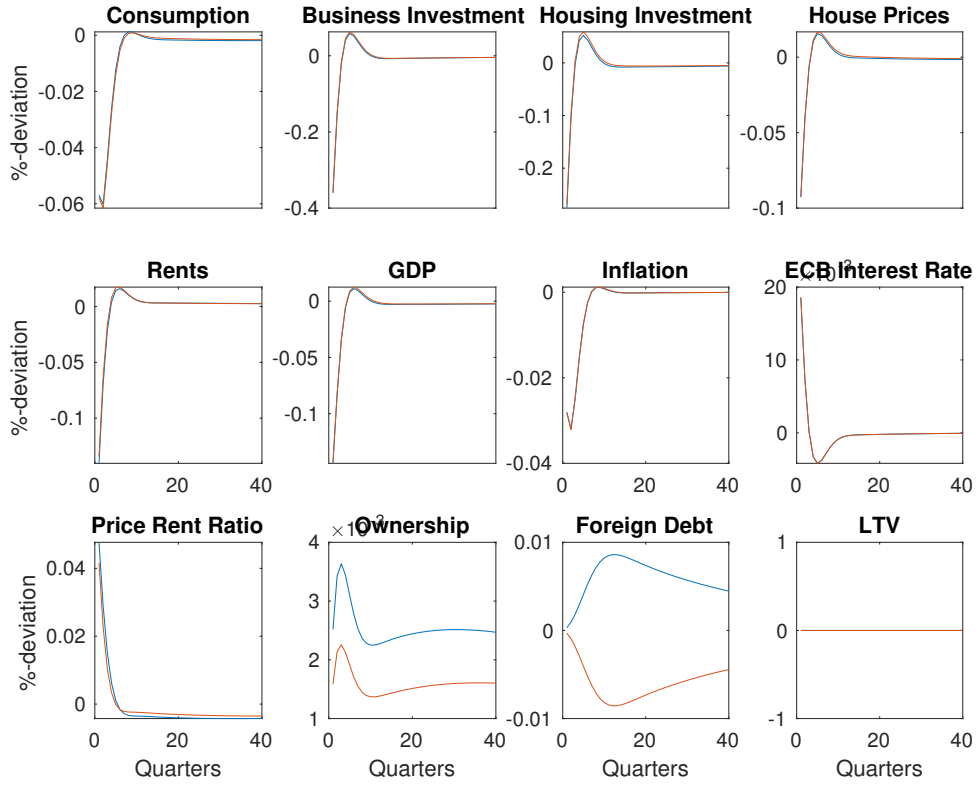 Consumption
Business Investment
Housing Investment
House Prices
%-deviation
0
-0.02
-0.04
-0.06
0
-0.2
-0.4
0
-0.1
-0.2
0
-0.05
-0.1
Rents
GDP
Inflation
ECB Interest Rate
×10-3
%-deviation
0
-0.05
-0.1
0 20 40
0
-0.05
-0.1
0 20 40
0
-0.02
-0.04
0 20 40
20
10
0
0 20 40
Price Rent Ratio
Ownership
Foreign Debt
LTV
×10
%-deviation
0.04
0.02
0
0 20 40
Quarters
4
3
2
1
0 20 40
Quarters
0.01
0
-0.01
0 20 40
Quarters
1
0
-1
0 20 40
Quarters